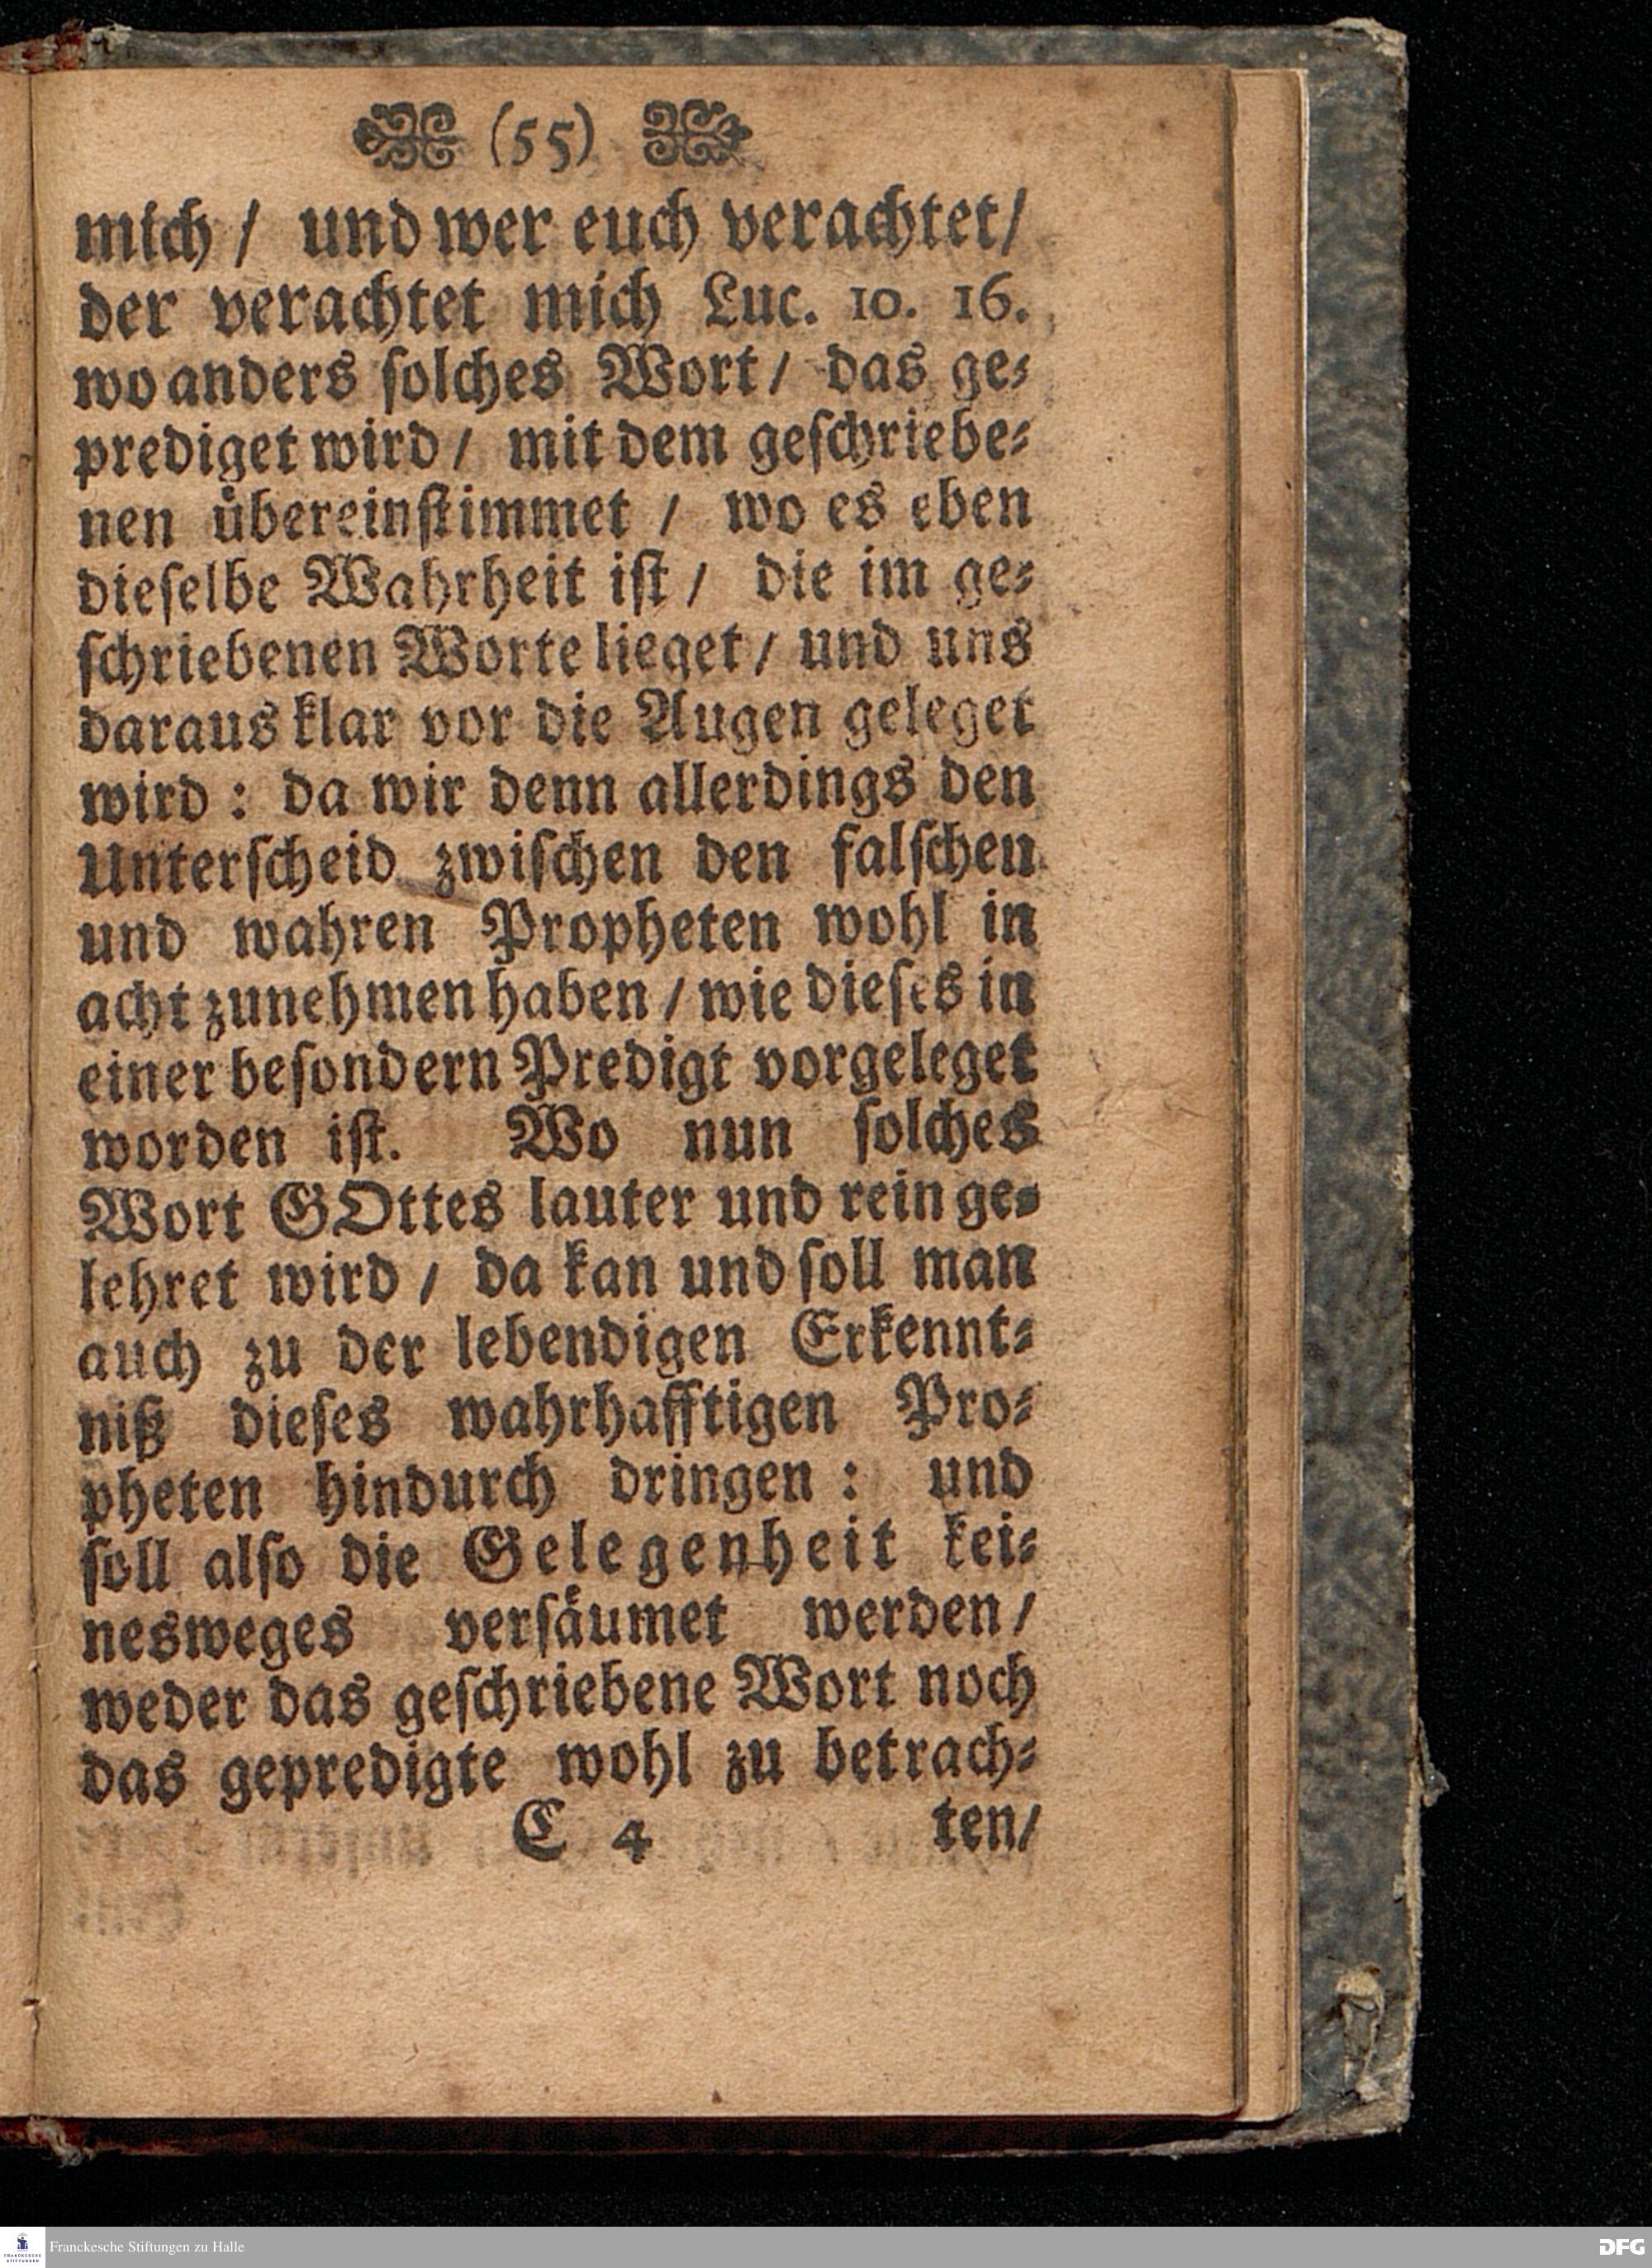 (55)
mich / und wer euch verachtet/
der verachtet mich Luc. 10. 16.
wo anders ſolches Wort / das ge⸗
prediget wird / mit dem geſchriebe⸗
nen uͤbereinſtimmet / wo es eben
dieſelbe Wahrheit iſt / die im ge⸗
ſchriebenen Worte lieget / und uns
daraus klar vor die Augen geleget
wird : da wir denn allerdings den
Unterſcheid zwiſchen den falſchen
und wahren Propheten wohl in
acht zunehmen haben / wie dieſes in
einer beſondern Predigt vorgeleget
worden iſt. Wo nun ſolches
Wort GOttes lauter und rein ge⸗
lehret wird / da kan und ſoll man
auch zu der lebendigen Erkennt⸗
niß dieſes wahrhafftigen Pro⸗
pheten hindurch dringen : und
ſoll alſo die Gelegenheit kei⸗
nesweges verſaͤumet werden /
weder das geſchriebene Wort noch
das gepredigte wohl zu betrach⸗
C 4 ten/
FRANCKESCHE STIFTUNGEN
Franckesche Stiftungen zu Halle
DFG